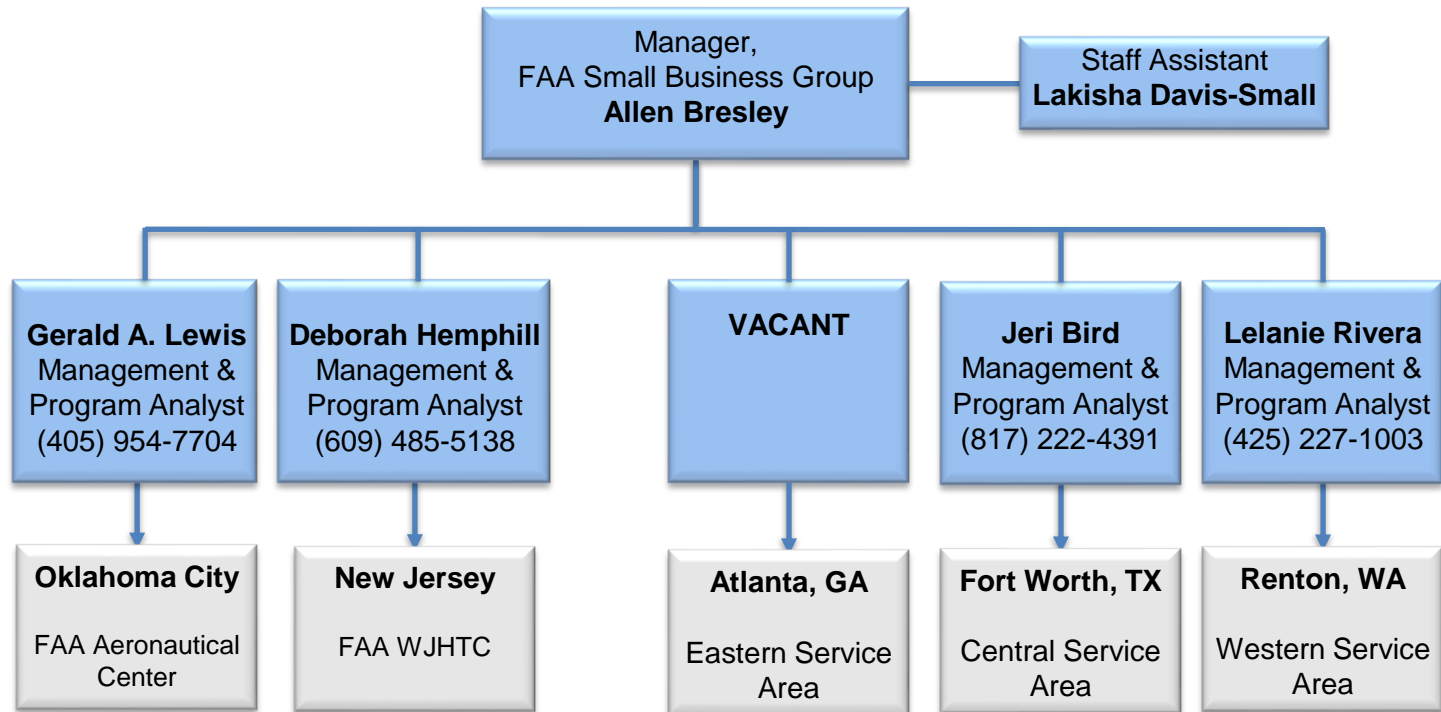 Manager,
FAA Small Business Group
Allen Bresley
Staff Assistant
Lakisha Davis-Small
Gerald A. Lewis
Management &
Program Analyst
(405) 954-7704
Deborah Hemphill
Management &
Program Analyst
(609) 485-5138
VACANT
Jeri Bird
Management &
Program Analyst
(817) 222-4391
Lelanie Rivera
Management &
Program Analyst
(425) 227-1003
Oklahoma City
FAA Aeronautical
Center
New Jersey
FAA WJHTC
Atlanta, GA
Eastern Service
Area
Fort Worth, TX
Central Service
Area
Renton, WA
Western Service
Area